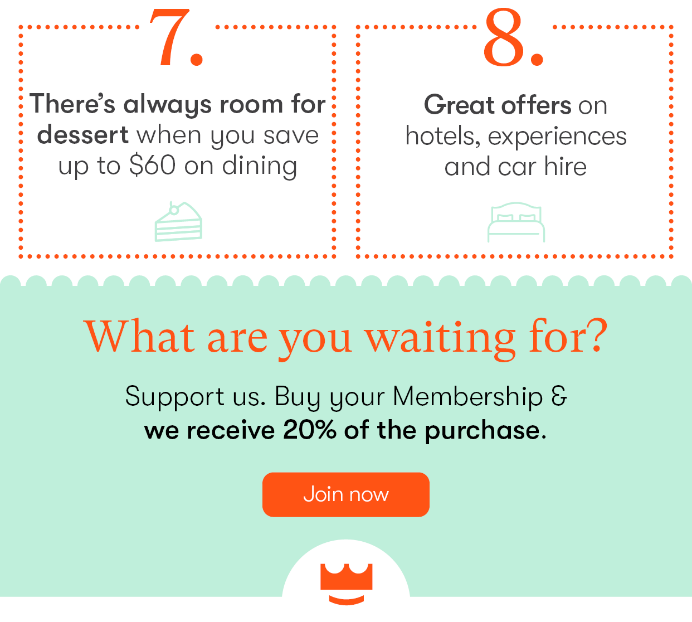 7.
There's always room for
dessert when you save
up to $60 on dining
8.
Great offers on
hotels, experiences
and car hire
What are you waiting for?
Support us. Buy your Membership &
we receive 20% of the purchase.
Join now